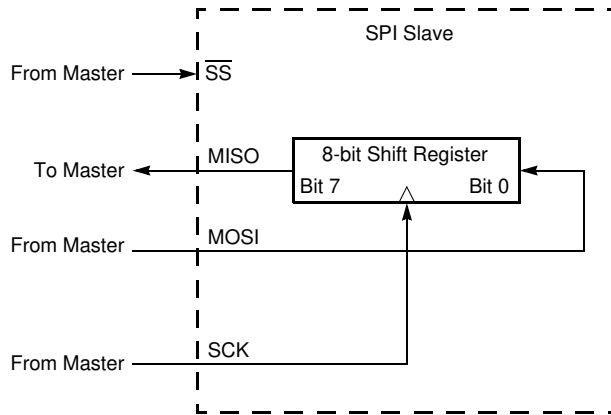 SPI Slave
From Master
S̅S̅
To Master
MISO
8-bit Shift Register
Bit 7
Bit 0
From Master
MOSI
From Master
SCK